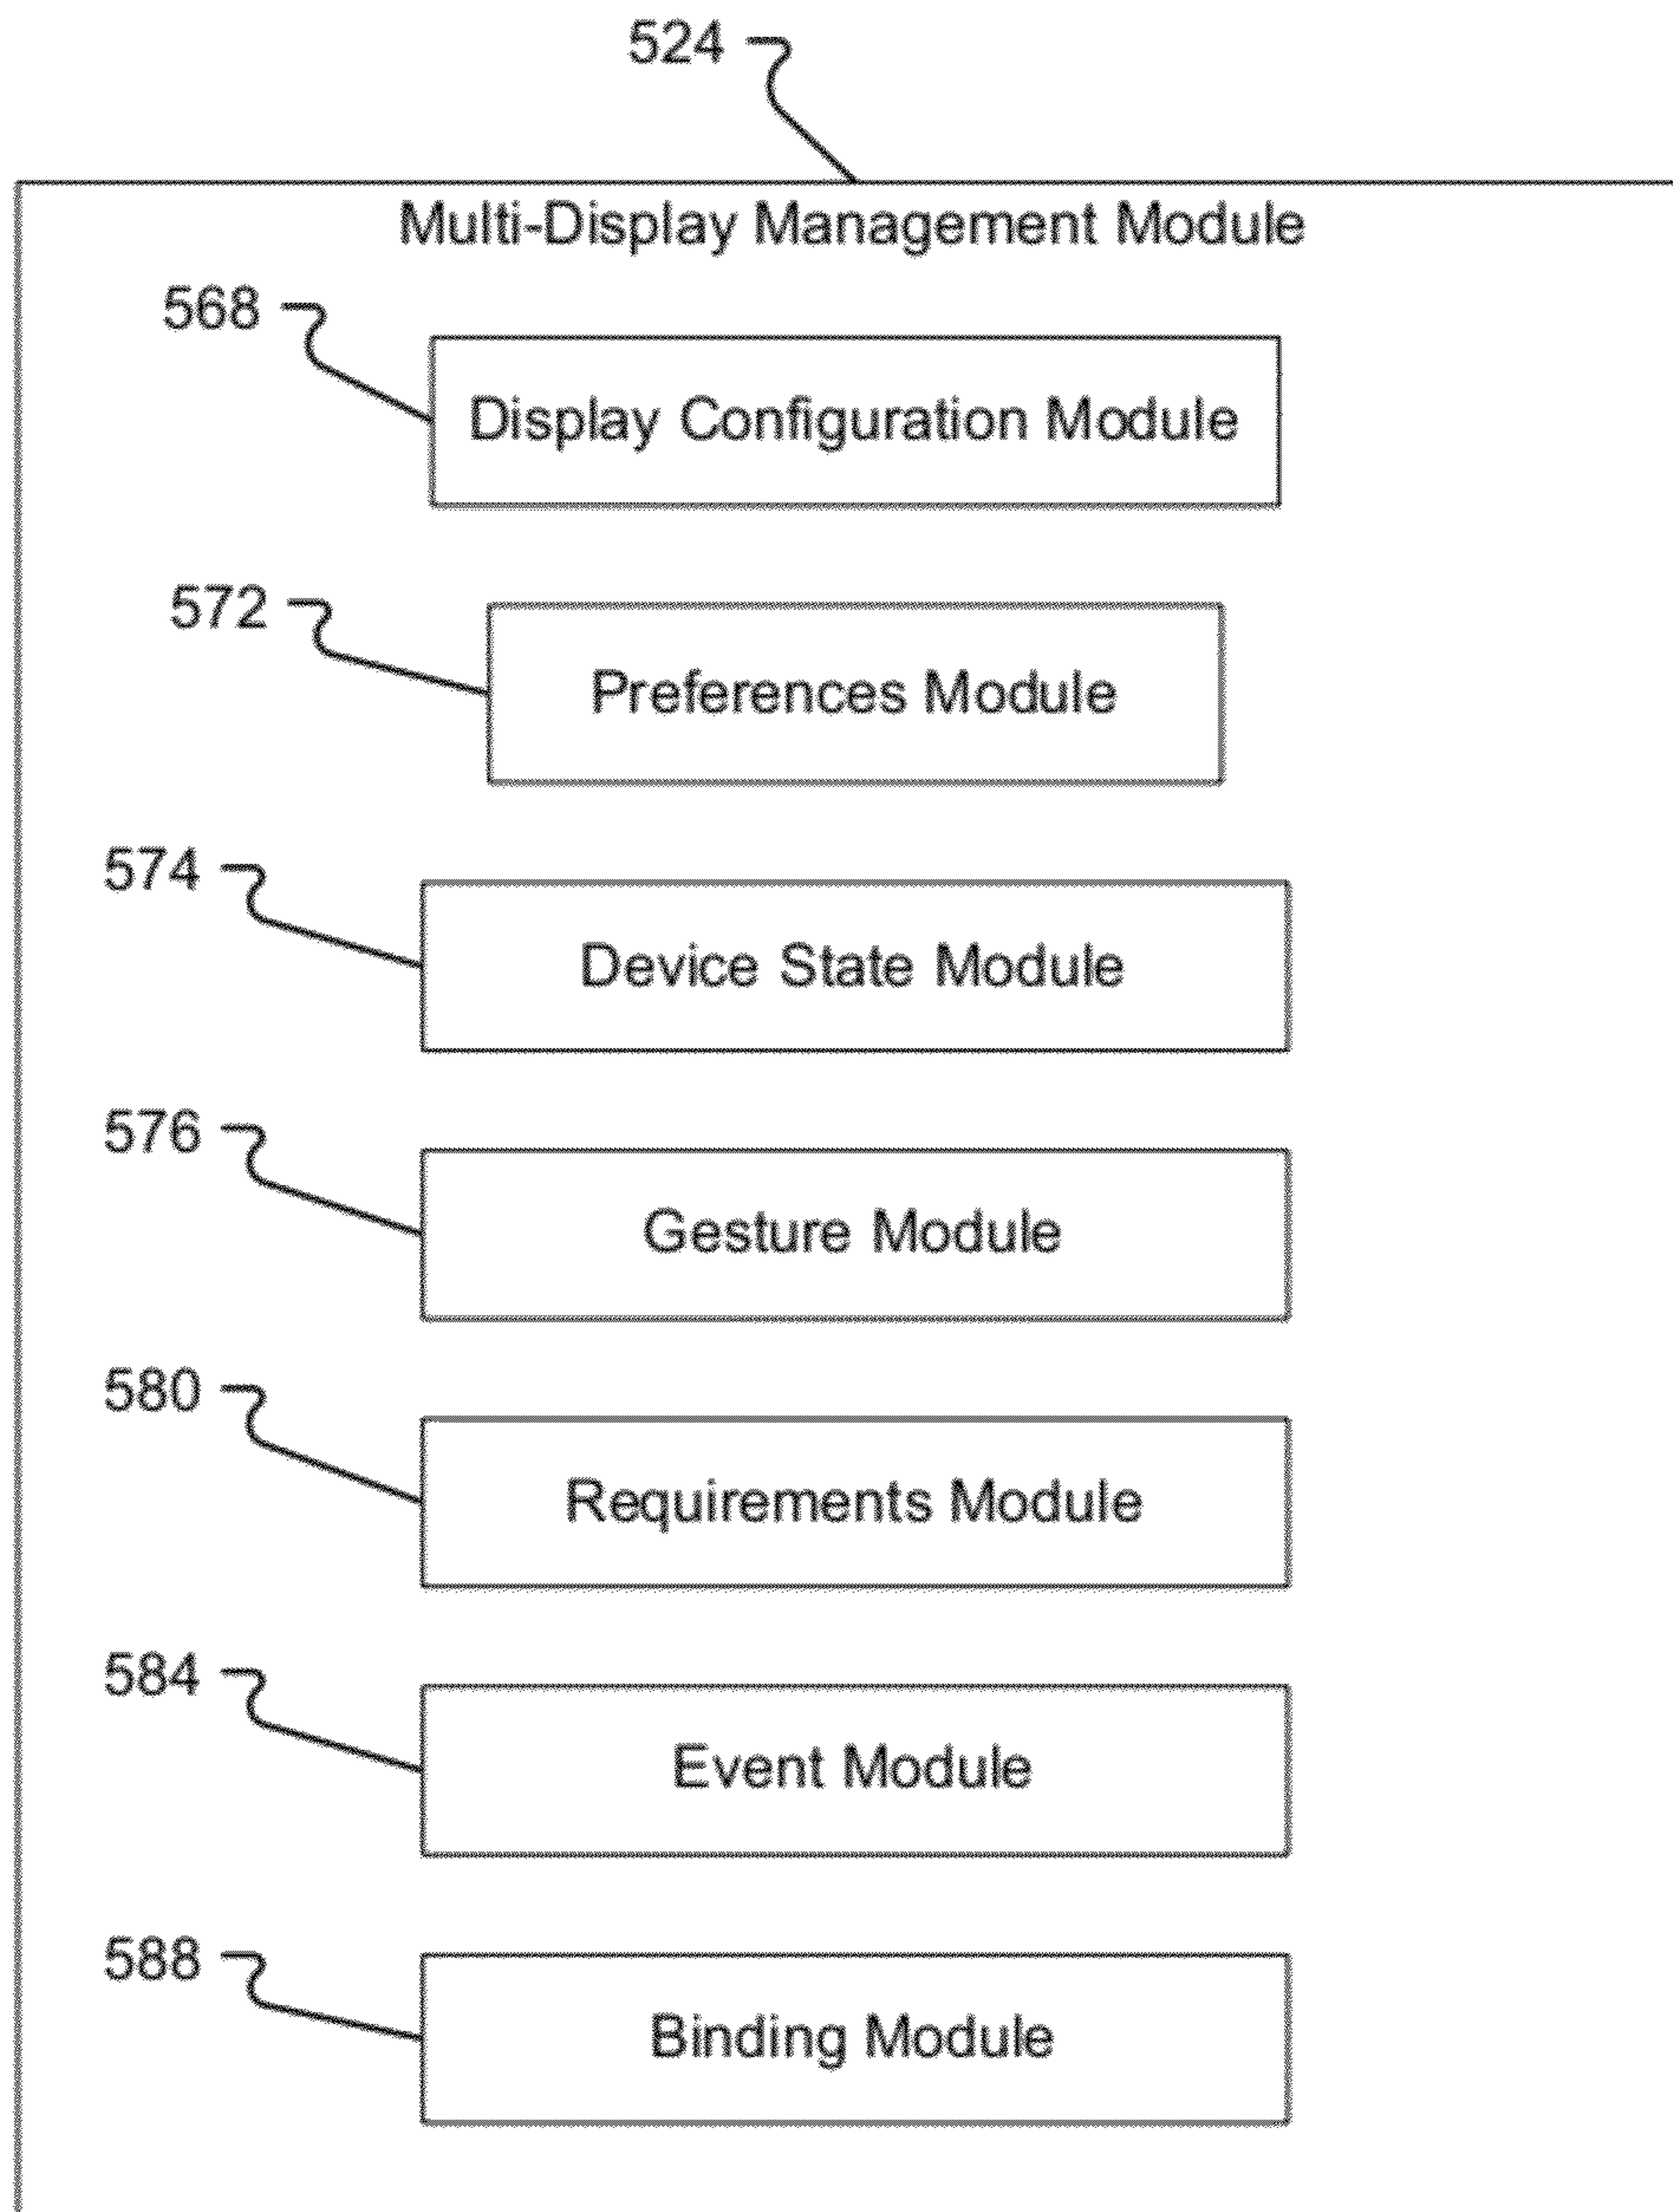 524
Multi-Display Management Module
568
Display Configuration Module
572
Preferences Module
574
Device State Module
576
Gesture Module
580
Requirements Module
584
Event Module
588
Binding Module